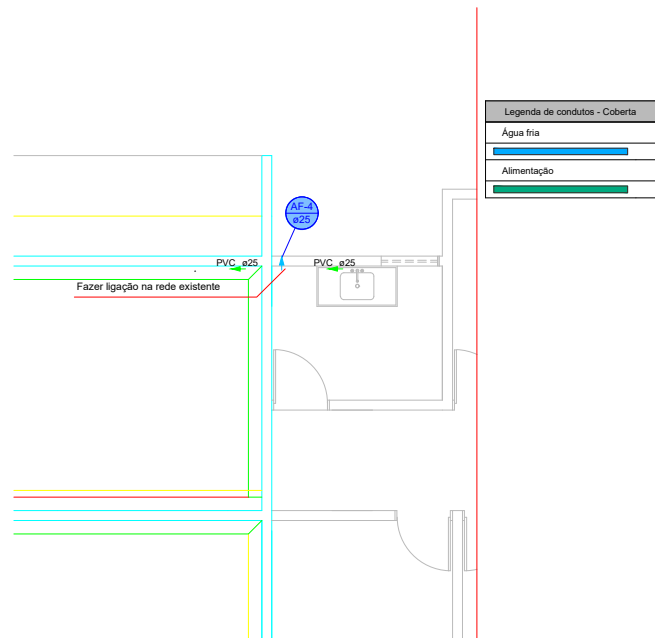 Legenda de condutos - Coberta
Água fria
Alimentação
AF-4
ø25
PVC ø25
PVC ø25
Fazer ligação na rede existente